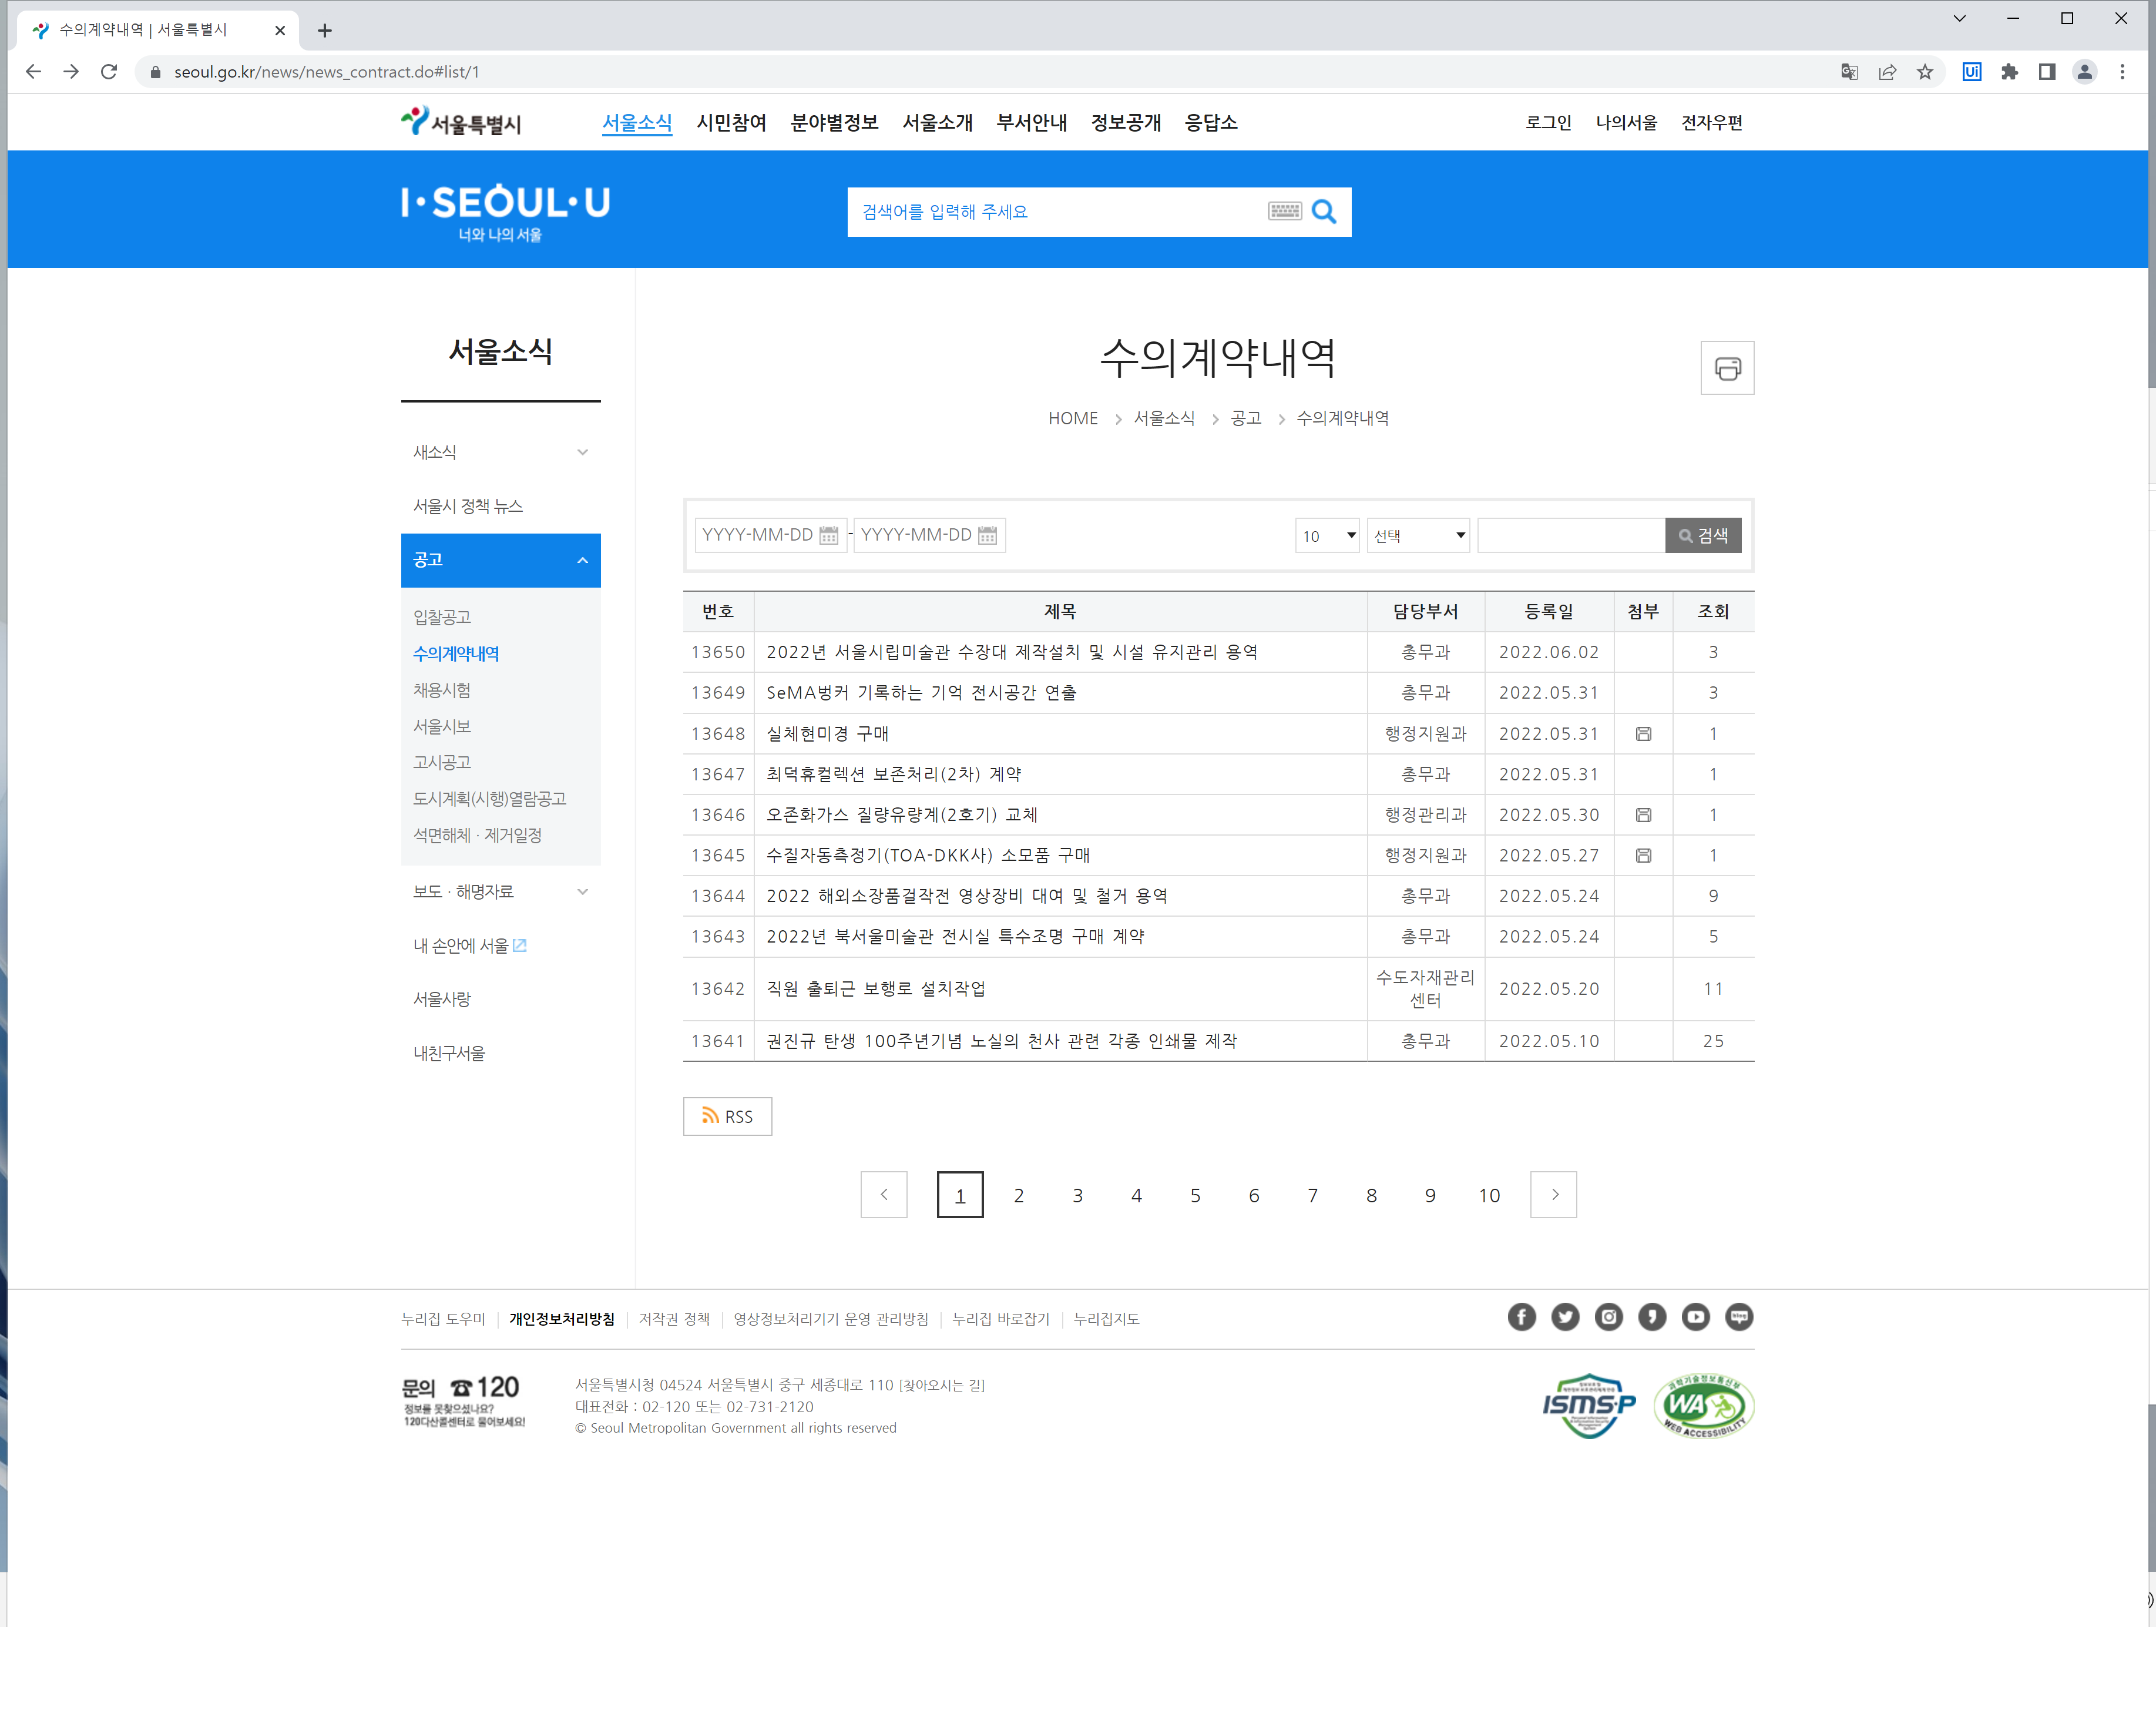 수의계약내역 | 서울특별시
seoul.go.kr/news/news_contract.do#list/1
Ui
서울특별시
서울소식 시민참여 분야별정보 서울소개 부서안내 정보공개 응답소
로그인 나의서울 전자우편
I·SEOUL·U
너와 나의 서울
검색어를 입력해 주세요
서울소식
새소식
서울시 정책 뉴스
공고
입찰공고
수의계약내역
채용시험
서울시보
고시공고
도시계획(시행)열람공고
석면해체 · 제거일정
보도 · 해명자료
내 손안에 서울
서울사랑
내친구서울
수의계약내역
HOME > 서울소식 > 공고 > 수의계약내역
YYYY-MM-DD - YYYY-MM-DD 10 선택 검색
번호 제목 담당부서 등록일 첨부 조회
13650 2022년 서울시립미술관 수장대 제작설치 및 시설 유지관리 용역 총무과 2022.06.02 3
13649 SeMA벙커 기록하는 기억 전시공간 연출 총무과 2022.05.31 3
13648 실체현미경 구매 행정지원과 2022.05.31 1
13647 최덕휴컬렉션 보존처리(2차) 계약 총무과 2022.05.31 1
13646 오존화가스 질량유량계(2호기) 교체 행정관리과 2022.05.30 1
13645 수질자동측정기(TOA-DKK사) 소모품 구매 행정지원과 2022.05.27 1
13644 2022 해외소장품걸작전 영상장비 대여 및 철거 용역 총무과 2022.05.24 9
13643 2022년 북서울미술관 전시실 특수조명 구매 계약 총무과 2022.05.24 5
13642 직원 출퇴근 보행로 설치작업 수도자재관리센터 2022.05.20 11
13641 권진규 탄생 100주년기념 노실의 천사 관련 각종 인쇄물 제작 총무과 2022.05.10 25
RSS
< 1 2 3 4 5 6 7 8 9 10 >
누리집 도우미 | 개인정보처리방침 | 저작권 정책 | 영상정보처리기기 운영 관리방침 | 누리집 바로잡기 | 누리집지도
문의 ☎120
정보를 못찾으셨나요?
120다산콜센터로 물어보세요!
서울특별시청 04524 서울특별시 중구 세종대로 110 [찾아오시는 길]
대표전화 : 02-120 또는 02-731-2120
© Seoul Metropolitan Government all rights reserved
ISMS-P
과학기술정보통신부
WA
WEB ACCESSIBILITY